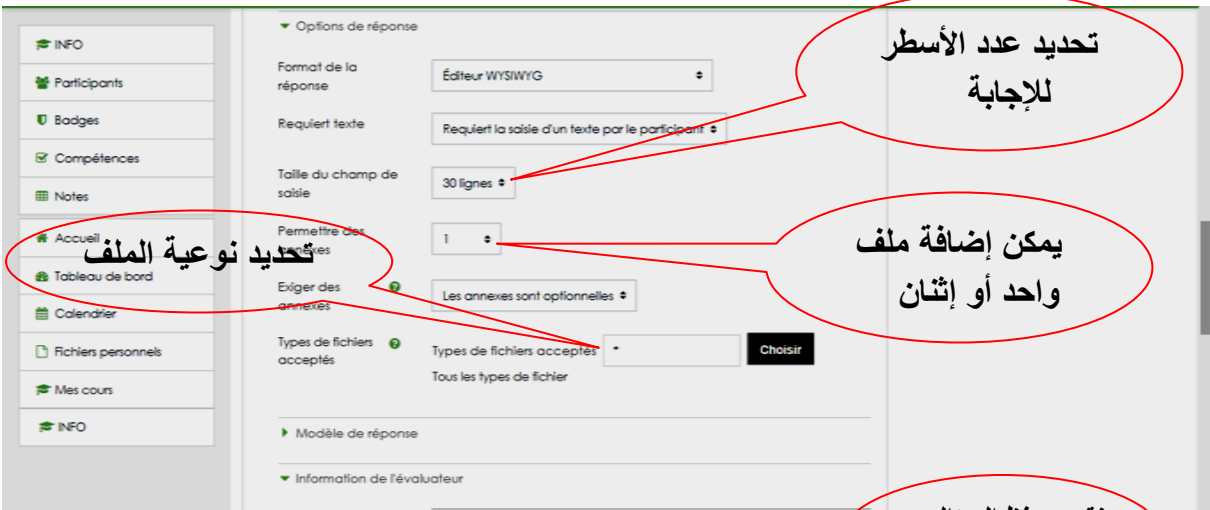 INFO
Participants
Badges
Compétences
Notes
Accueil
Tableau de bord
Calendrier
Fichiers personnels
Mes cours
INFO
Options de réponse
Format de la
réponse
Éditeur WYSIWYG
Requiert texte
Requiert la saisie d'un texte par le participant
Taille du champ de
saisie
30 lignes
Permettre des
annexes
1
Exiger des
annexes
Les annexes sont optionnelles
Types de fichiers
acceptés
Types de fichiers acceptés
*
Choisir
Tous les types de fichier
Modèle de réponse
Information de l'évaluateur
تحديد عدد الأسطر
للإجابة
يمكن إضافة ملف
واحد أو إثنان
تحديد نوعية الملف